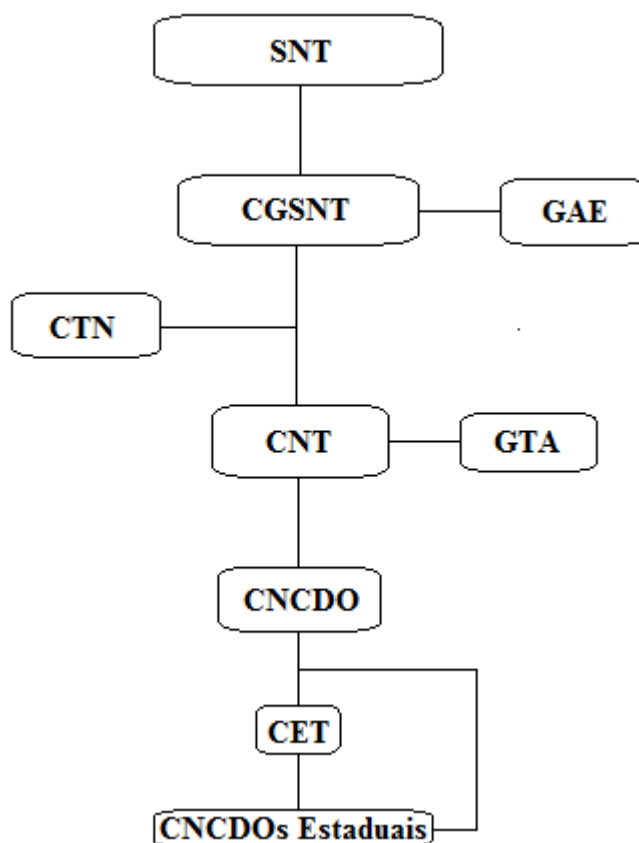 SNT
CGSNT
GAE
CTN
CNT
GTA
CNCDO
CET
CNCDOs Estaduais